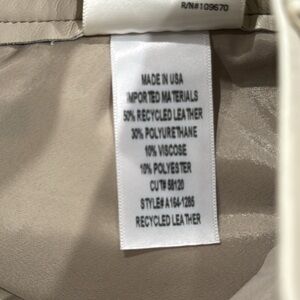 R/N#109670
MADE IN USA
IMPORTED MATERIALS
50% RECYCLED LEATHER
30% POLYURETHANE
10% VISCOSE
10% POLYESTER
CUT# 58120
STYLE# A164-1285
RECYCLED LEATHER